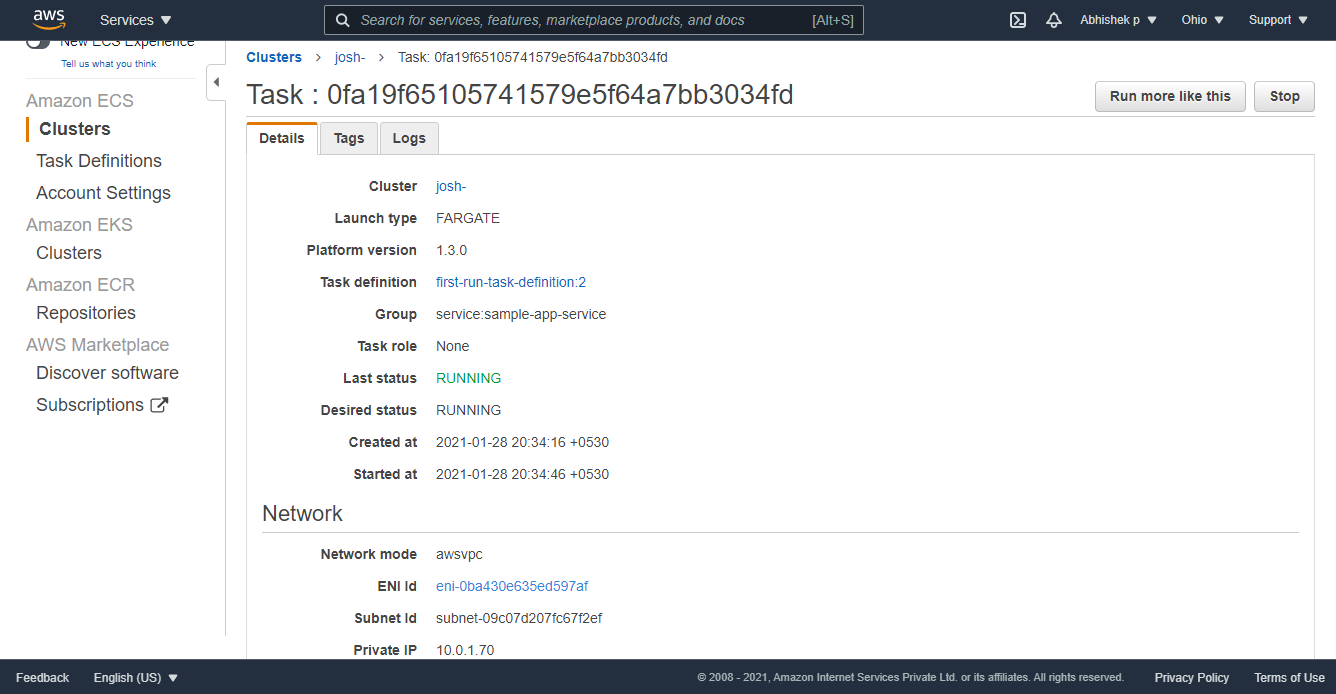 aws Services Search for services, features, marketplace products, and docs [Alt+S] Abhishek p Ohio Support
New ECS Experience
Tell us what you think
Amazon ECS
Clusters
Task Definitions
Account Settings
Amazon EKS
Clusters
Amazon ECR
Repositories
AWS Marketplace
Discover software
Subscriptions
Clusters > josh- > Task: 0fa19f65105741579e5f64a7bb3034fd
Task : 0fa19f65105741579e5f64a7bb3034fd
Run more like this Stop
Details Tags Logs
Cluster josh-
Launch type FARGATE
Platform version 1.3.0
Task definition first-run-task-definition:2
Group service:sample-app-service
Task role None
Last status RUNNING
Desired status RUNNING
Created at 2021-01-28 20:34:16 +0530
Started at 2021-01-28 20:34:46 +0530
Network
Network mode awsvpc
ENI Id eni-0ba430e635ed597af
Subnet Id subnet-09c07d207fc67f2ef
Private IP 10.0.1.70
Feedback English (US) © 2008 - 2021, Amazon Internet Services Private Ltd. or its affiliates. All rights reserved. Privacy Policy Terms of Use